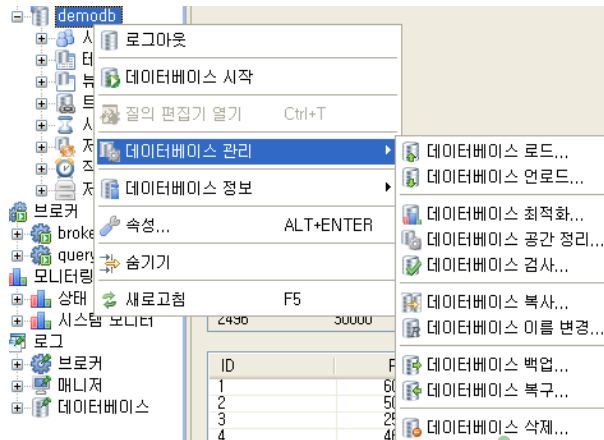 demodb
로그아웃
데이터베이스 시작
질의 편집기 열기 Ctrl+T
데이터베이스 관리
데이터베이스 정보
속성... ALT+ENTER
숨기기
새로고침 F5
데이터베이스 로드...
데이터베이스 언로드...
데이터베이스 최적화...
데이터베이스 공간 정리...
데이터베이스 검사...
데이터베이스 복사...
데이터베이스 이름 변경...
데이터베이스 백업...
데이터베이스 복구...
데이터베이스 삭제...
브로커
모니터링
상태
시스템 모니터
로그
브로커
매니저
데이터베이스
2496 30000
ID
1
2
3
4